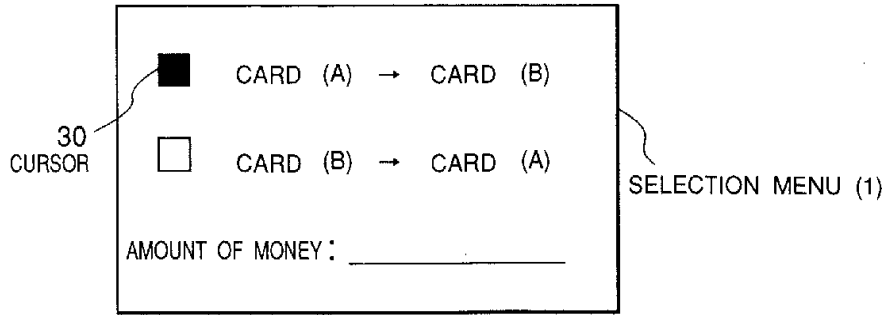 CARD (A) → CARD (B)
30
CURSOR
CARD (B) → CARD (A)
SELECTION MENU (1)
AMOUNT OF MONEY: